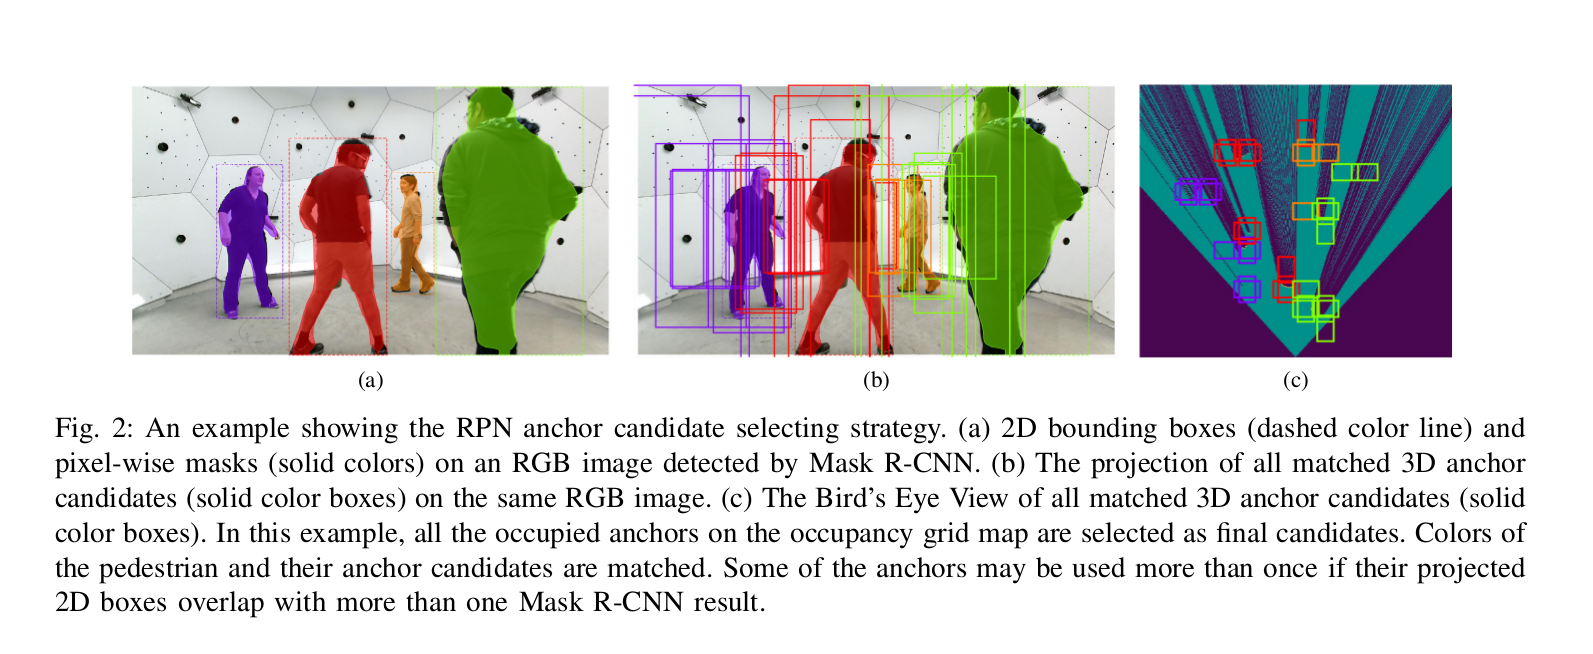 (a)
(b)
(c)
Fig. 2: An example showing the RPN anchor candidate selecting strategy. (a) 2D bounding boxes (dashed color line) and
pixel-wise masks (solid colors) on an RGB image detected by Mask R-CNN. (b) The projection of all matched 3D anchor
candidates (solid color boxes) on the same RGB image. (c) The Bird's Eye View of all matched 3D anchor candidates (solid
color boxes). In this example, all the occupied anchors on the occupancy grid map are selected as final candidates. Colors of
the pedestrian and their anchor candidates are matched. Some of the anchors may be used more than once if their projected
2D boxes overlap with more than one Mask R-CNN result.